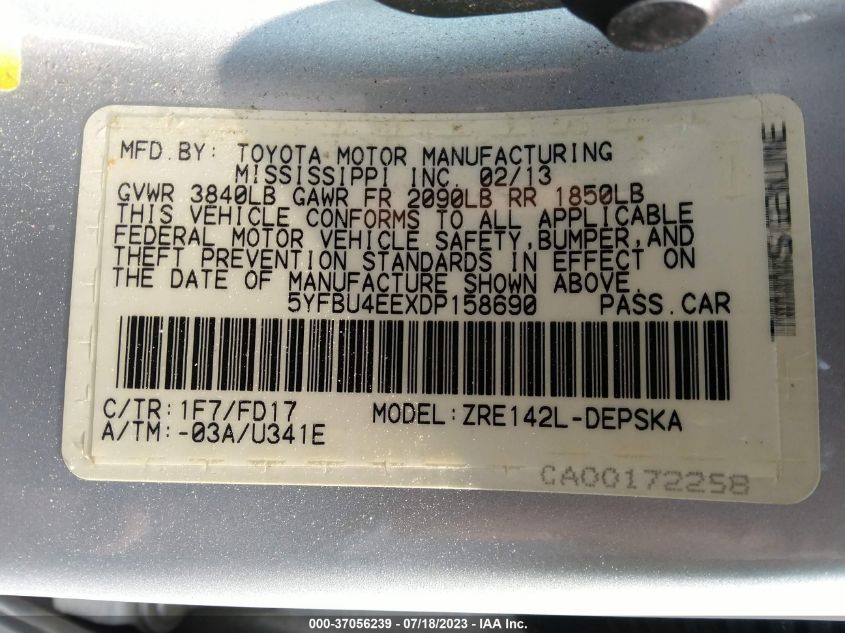 MFD.BY: TOYOTA MOTOR MANUFACTURING
MISSISSIPPI INC. 02/13
GVWR 3840LB GAWR FR 2090LB RR 1850LB
THIS VEHICLE CONFORMS TO ALL APPLICABLE
FEDERAL MOTOR VEHICLE SAFETY,BUMPER,AND
THEFT PREVENTION STANDARDS IN EFFECT ON
THE DATE OF MANUFACTURE SHOWN ABOVE.
5YFBU4EEXDP158690 PASS.CAR
C/TR:1F7/FD17 MODEL:ZRE142L-DEPSKA
A/TM:-03A/U341E
CA00172258
000-37056239 - 07/18/2023 - IAA Inc.